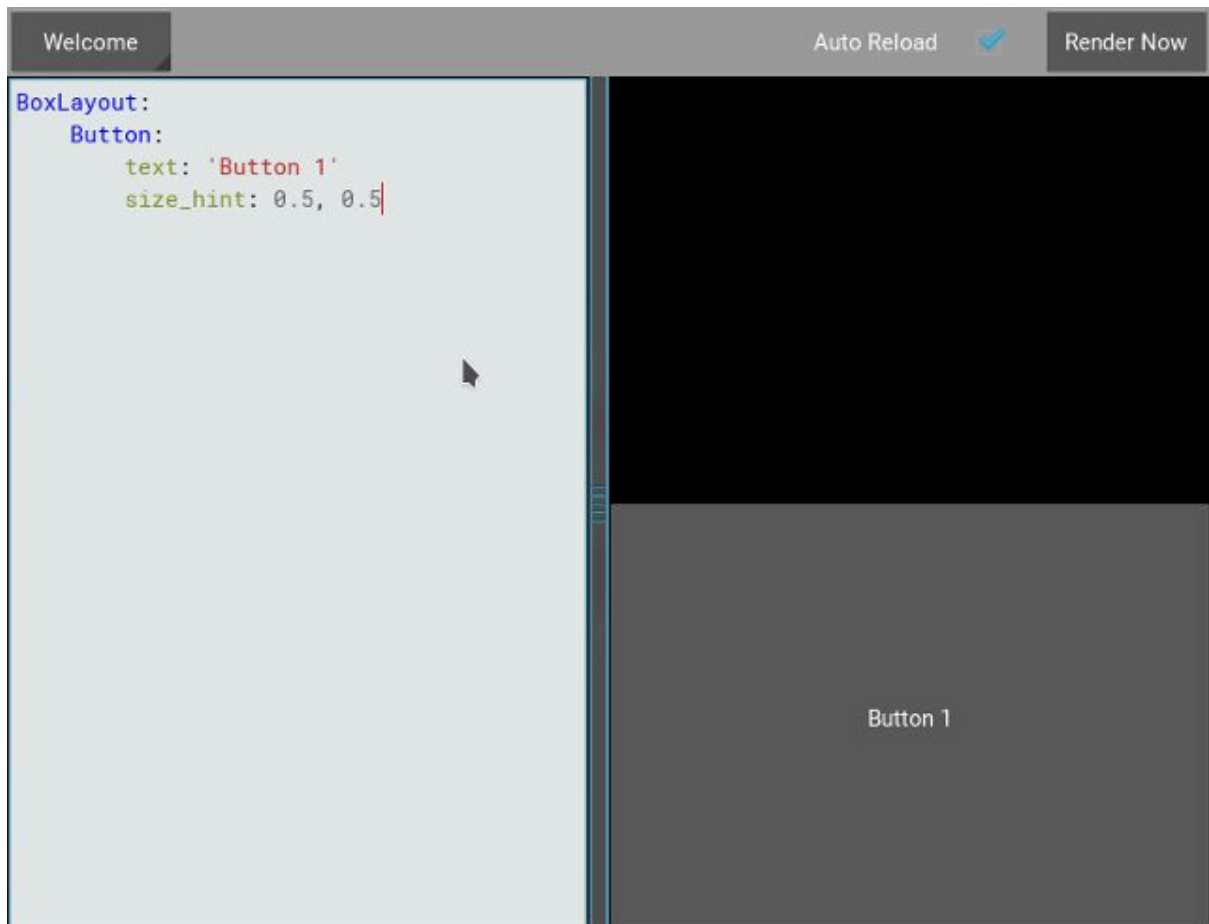 Welcome
Auto Reload
Render Now
BoxLayout:
    Button:
        text: 'Button 1'
        size_hint: 0.5, 0.5
Button 1